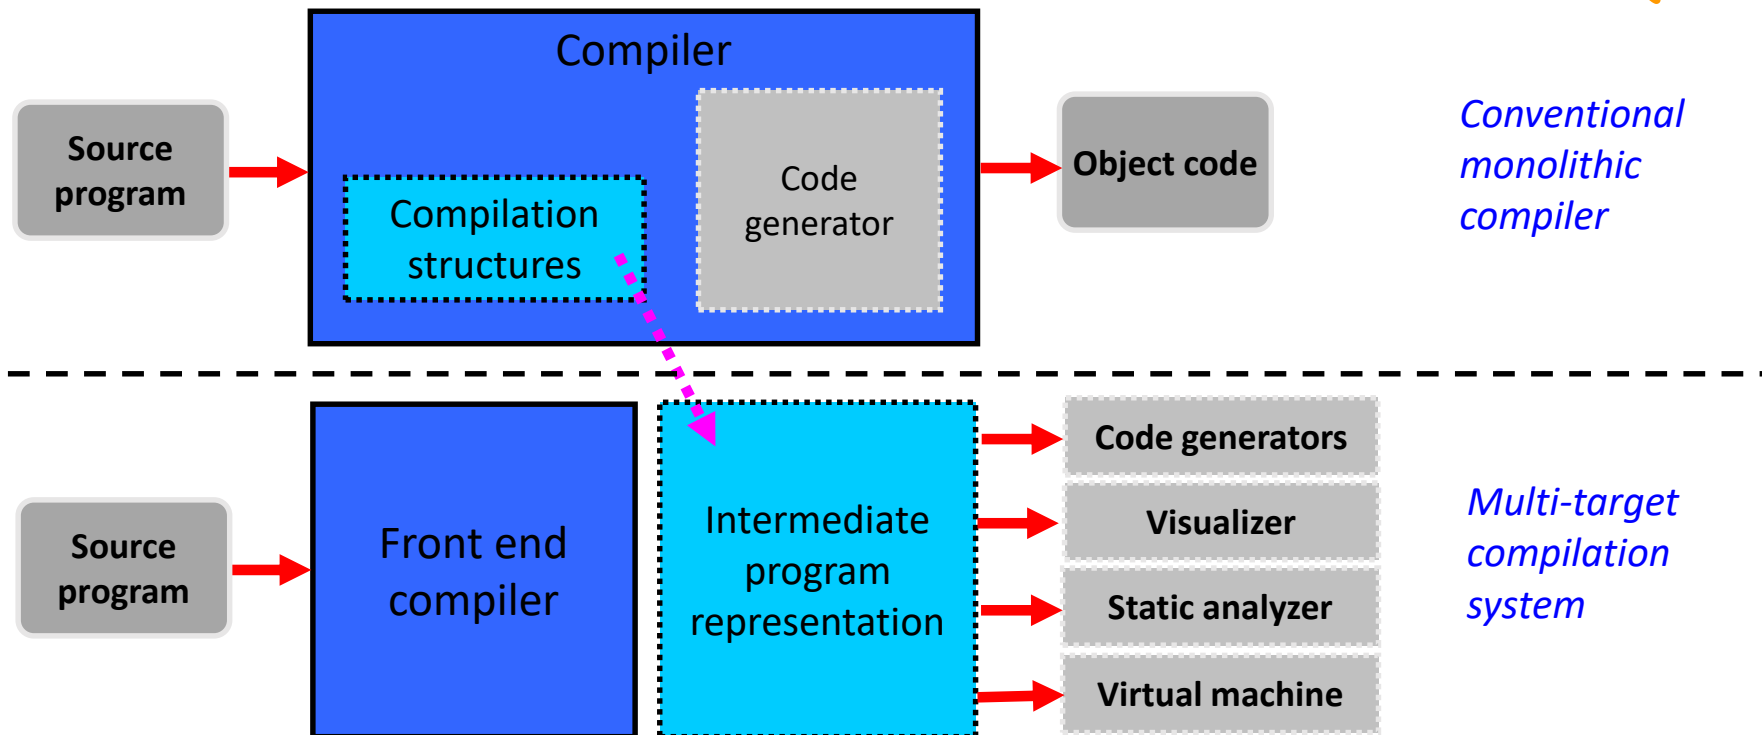 Compiler
Source
program
Compilation
structures
Code
generator
Object code
Conventional
monolithic
compiler
Source
program
Front end
compiler
Intermediate
program
representation
Code generators
Visualizer
Static analyzer
Virtual machine
Multi-target
compilation
system